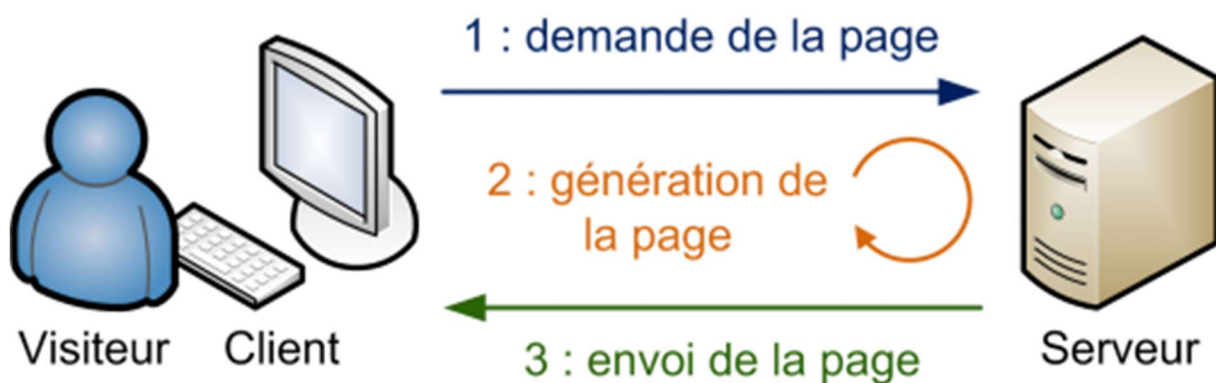 1 : demande de la page
2 : génération de
la page
3 : envoi de la page
Visiteur
Client
Serveur